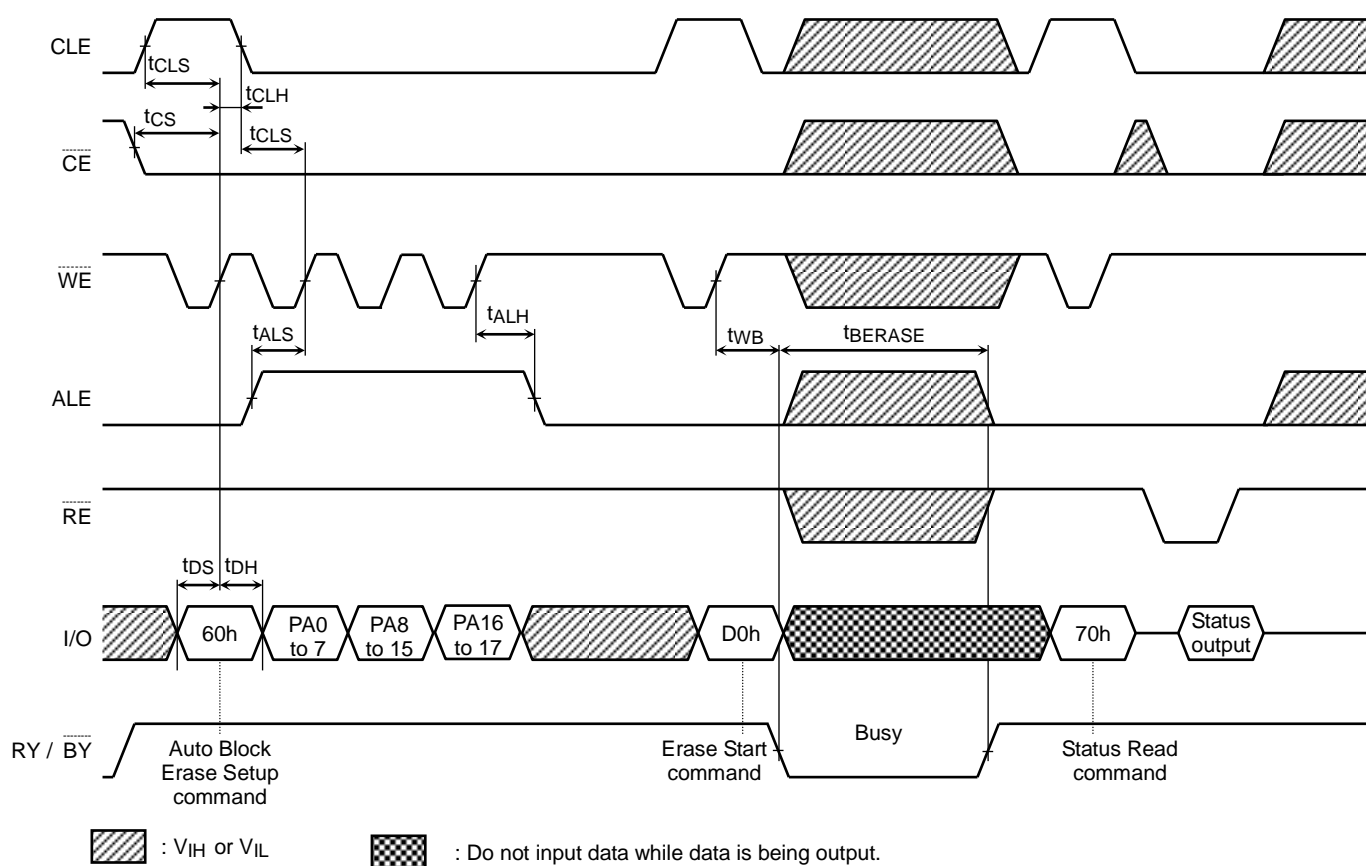 CLE
tCLS
tCLH
tCS
tCLS
CE
WE
tALS
tALH
tWB
tBERASE
ALE
RE
tDS
tDH
I/O
60h
PA0
to 7
PA8
to 15
PA16
to 17
D0h
70h
Status
output
RY / BY
Auto Block
Erase Setup
command
Erase Start
command
Busy
Status Read
command
: VIH or VIL
: Do not input data while data is being output.